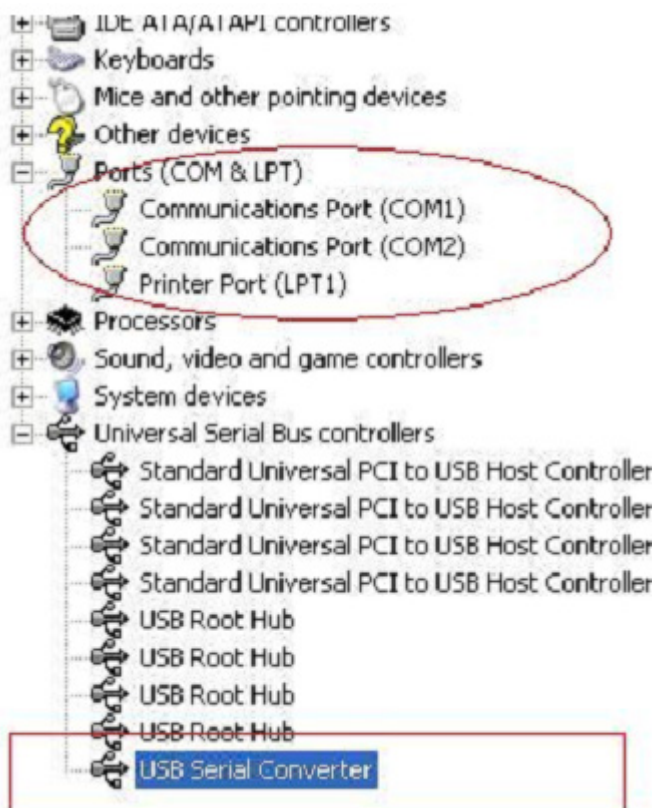 IDE ATA/ATAPI controllers
Keyboards
Mice and other pointing devices
Other devices
Ports (COM & LPT)
Communications Port (COM1)
Communications Port (COM2)
Printer Port (LPT1)
Processors
Sound, video and game controllers
System devices
Universal Serial Bus controllers
Standard Universal PCI to USB Host Controller
Standard Universal PCI to USB Host Controller
Standard Universal PCI to USB Host Controller
Standard Universal PCI to USB Host Controller
USB Root Hub
USB Root Hub
USB Root Hub
USB Root Hub
USB Serial Converter